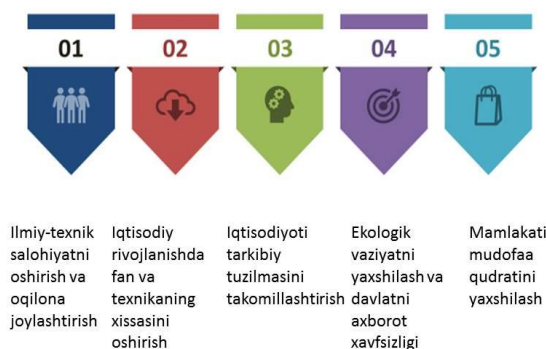 01
02
03
04
05
Ilmiy-texnik
salohiyatni
oshirish va
oqilona
joylashtirish
Iqtisodiy
rivojlanishda
fan va
texnikaning
xissasini
oshirish
Iqtisodiyoti
tarkibiy
tuzilmasini
takomillashtirish
Ekologik
vaziyatni
yaxshilash va
davlatni
axborot
xavfsizligi
Mamlakati
mudofaa
qudratini
yaxshilash